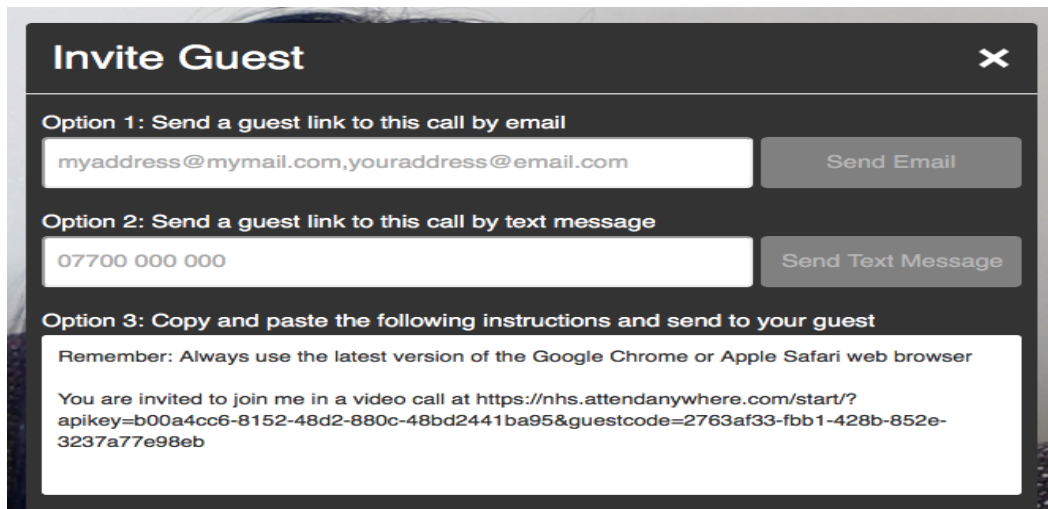 Invite Guest
Option 1: Send a guest link to this call by email
myaddress@mymail.com,youraddress@email.com
Send Email
Option 2: Send a guest link to this call by text message
07700 000 000
Send Text Message
Option 3: Copy and paste the following instructions and send to your guest
Remember: Always use the latest version of the Google Chrome or Apple Safari web browser
You are invited to join me in a video call at https://nhs.attendanywhere.com/start/?
apikey=b00a4cc6-8152-48d2-880c-48bd2441ba95&guestcode=2763af33-fbb1-428b-852e-
3237a77e98eb